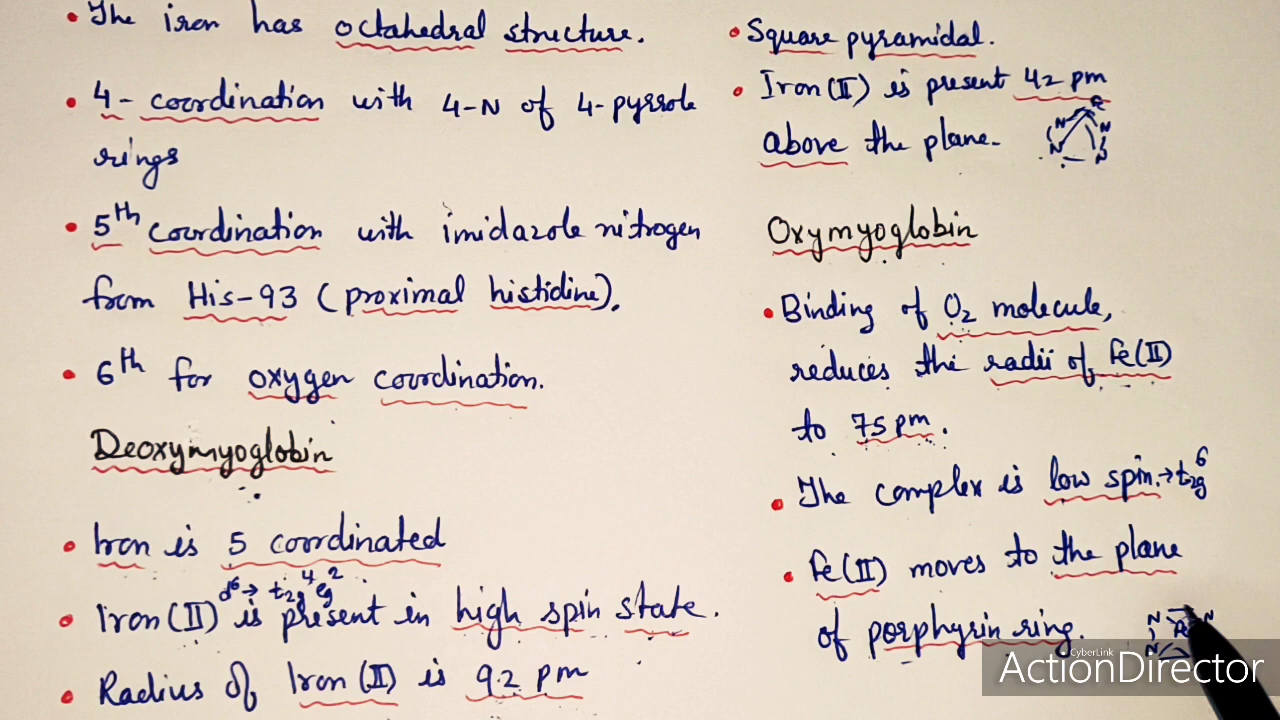 • The iron has octahedral structure.
• 4-coordination with 4-N of 4-pyrrole
rings
• 5th coordination with imidazole nitrogen
from His-93 (proximal histidine).
• 6th for oxygen coordination.
Deoxymyoglobin
• Iron is 5 coordinated
d⁶→ t₂g⁴ eg²
• Iron(II) is present in high spin state.
• Radius of Iron(II) is 92 pm
• Square pyramidal.
• Iron(II) is present 42 pm
above the plane.
N N
N N
Oxymyoglobin
• Binding of O₂ molecule,
reduces the radii of Fe(II)
to 75 pm.
• The complex is low spin.→t₂g⁶
• Fe(II) moves to the plane
of porphyrin ring.
N N
N
CyberLink
ActionDirector